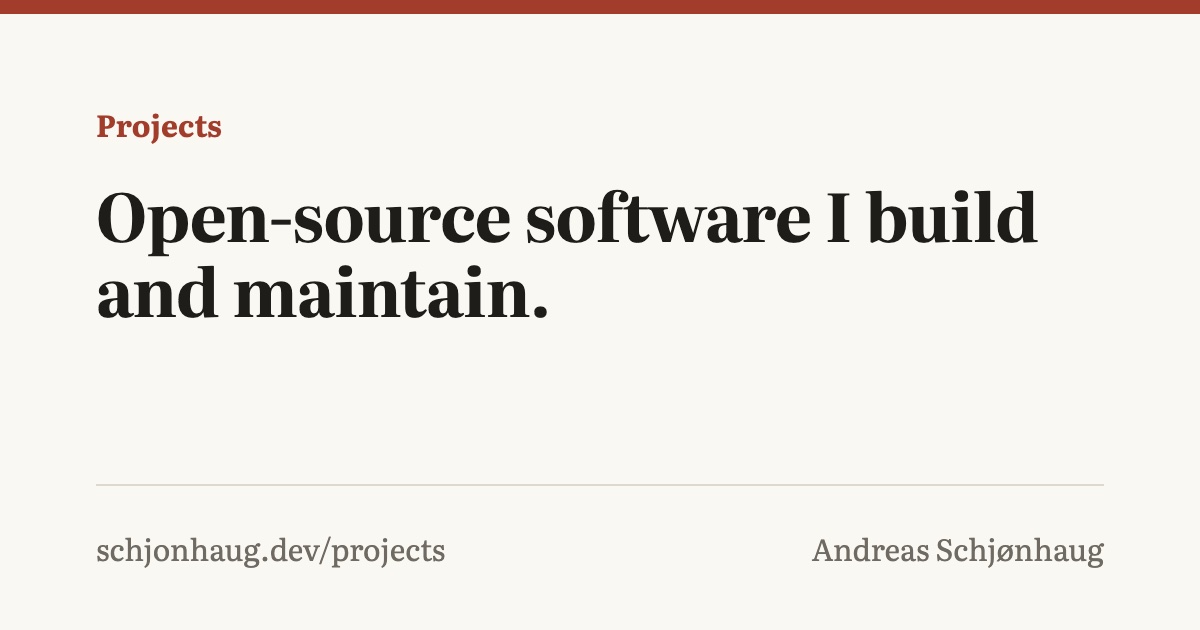 Projects
Open-source software I build
and maintain.
schjonhaug.dev/projects
Andreas Schjønhaug